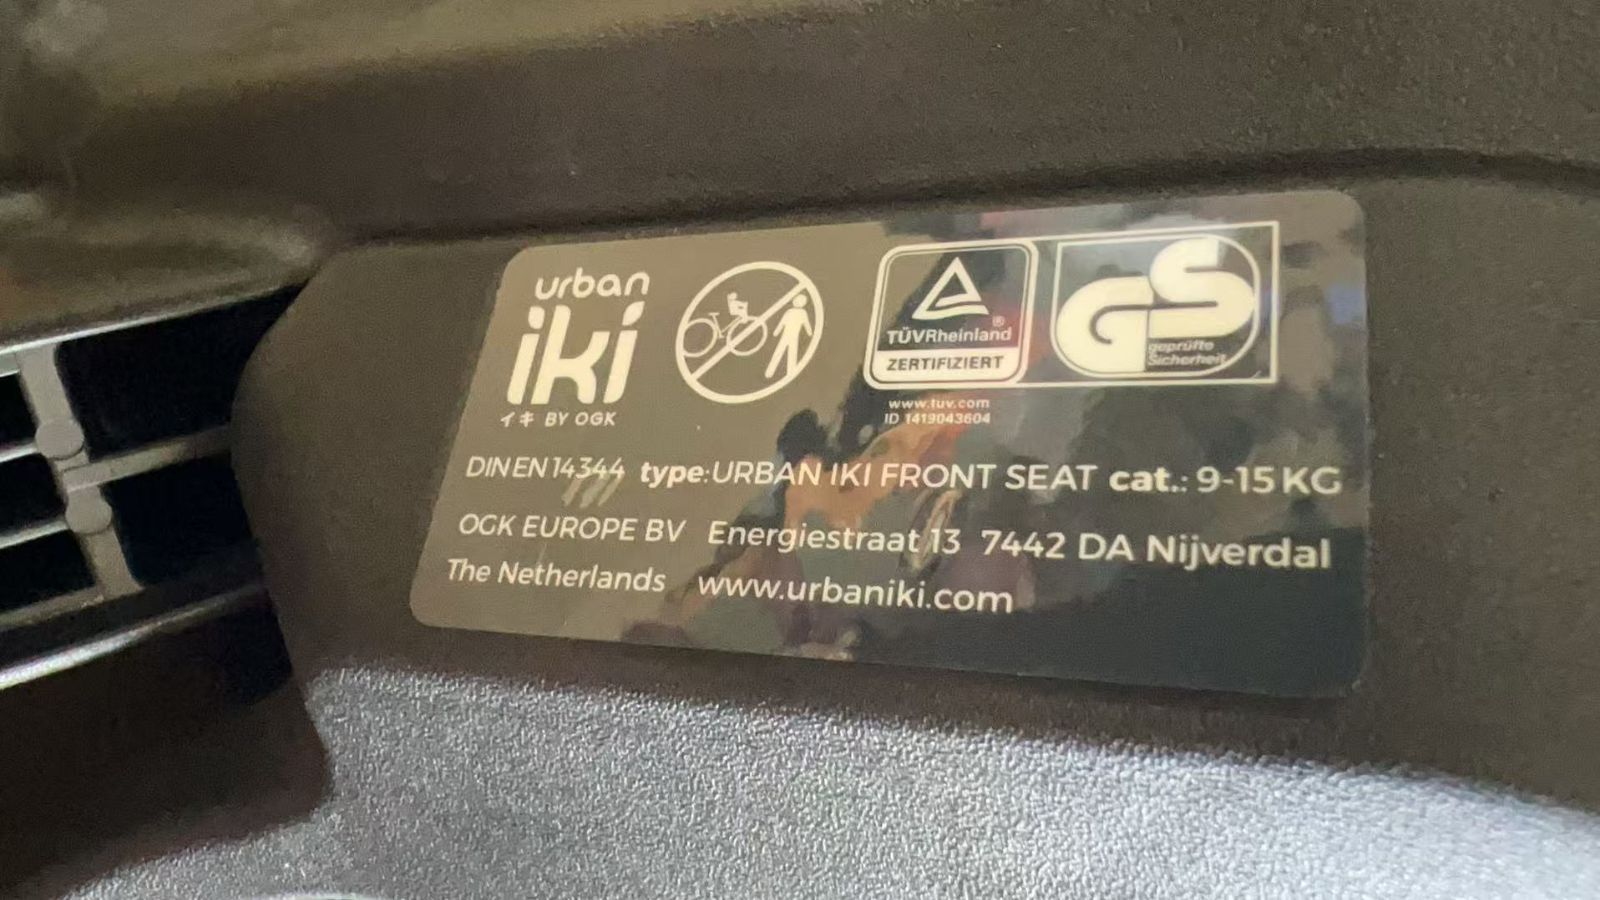 urban
iki
イキ BY OGK
TÜVRheinland®
ZERTIFIZIERT
GS
geprüfte
Sicherheit
www.tuv.com
ID 1419043604
DIN EN 14344 type: URBAN IKI FRONT SEAT cat.: 9-15 KG
OGK EUROPE BV Energiestraat 13 7442 DA Nijverdal
The Netherlands www.urbaniki.com